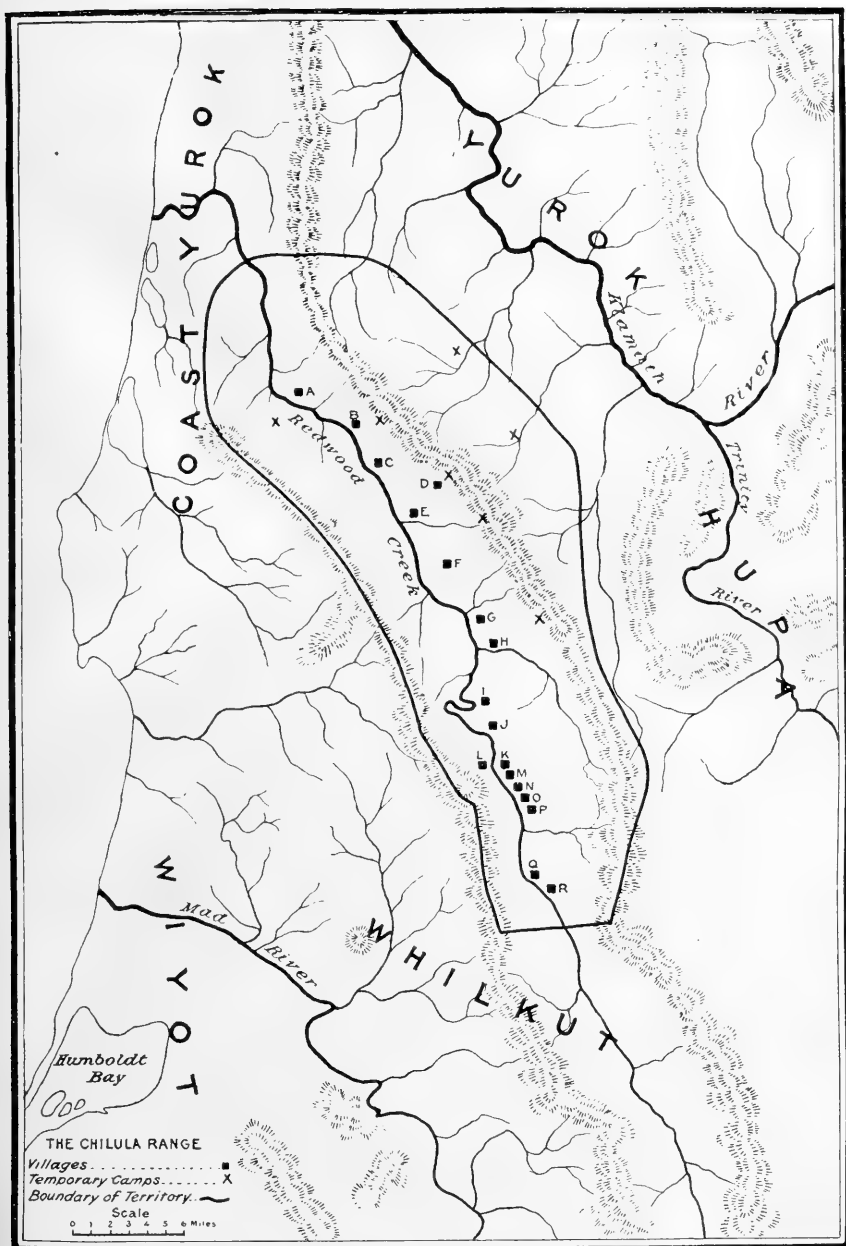 COAST YUROK
YUROK
Klamath
River
Trinity
River
HUPA
Redwood
Creek
A
B
C
D
E
F
G
H
I
J
L
K
M
N
O
P
Q
R
WIYOT
Mad
River
WHILKUT
Humboldt
Bay
THE CHILULA RANGE
Villages
Temporary Camps
X
Boundary of Territory
Scale
0 1 2 3 4 5 6 Miles